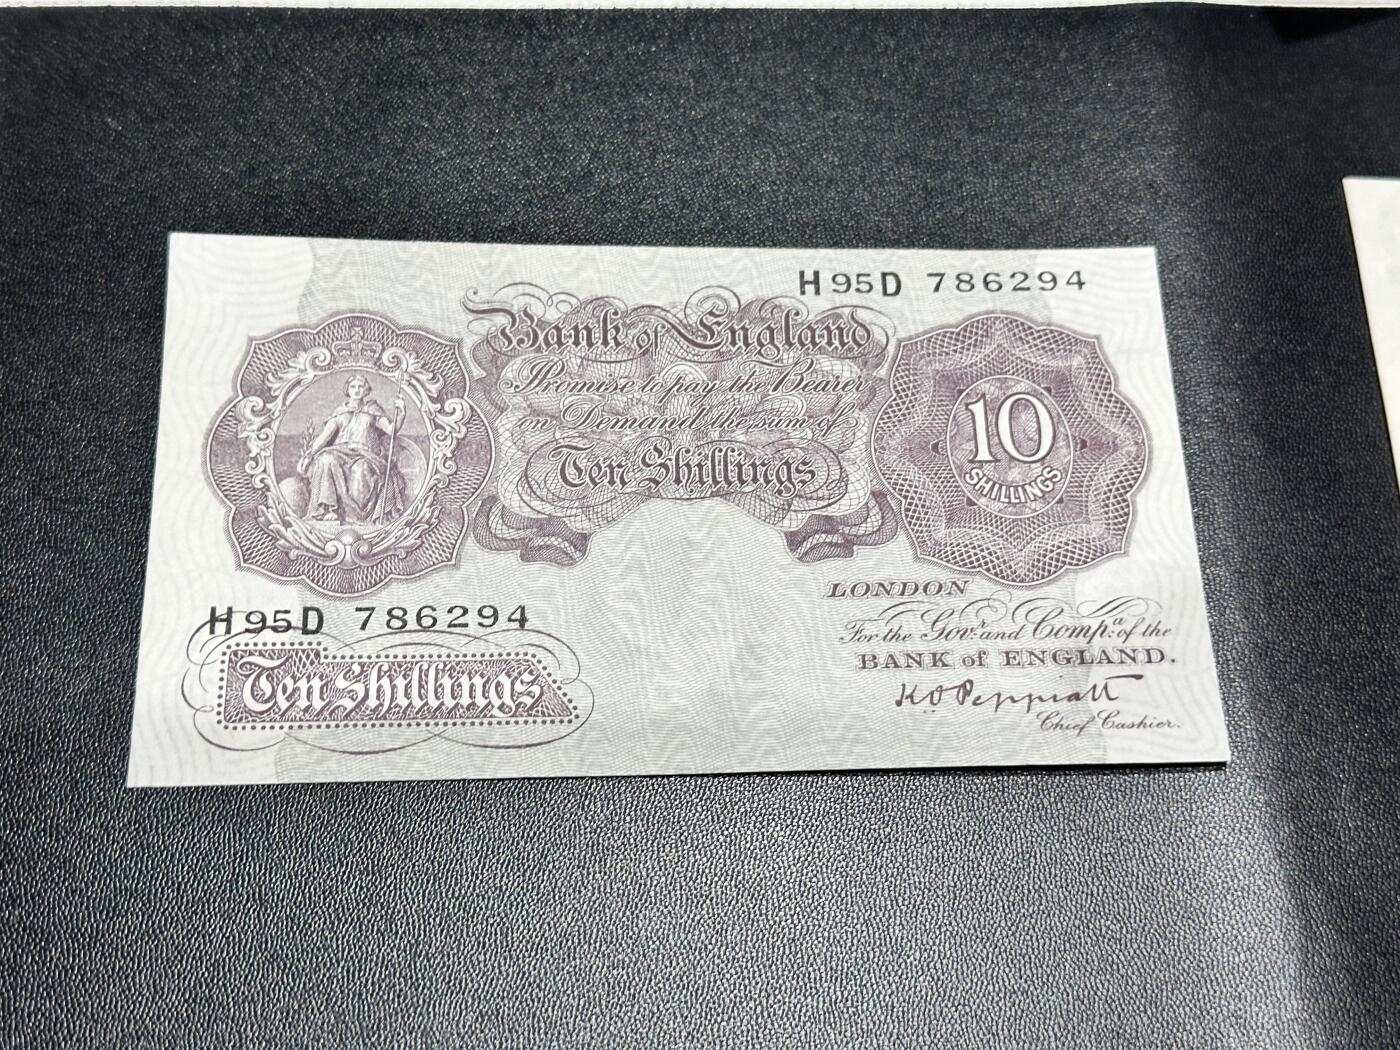 H95D 786294
Bank of England
Promise to pay the Bearer
on Demand the sum of
Ten Shillings
10
SHILLINGS
H95D 786294
Ten Shillings
LONDON
For the Govr. and Compa. of the
BANK of ENGLAND.
K.O. Peppiatt
Chief Cashier.